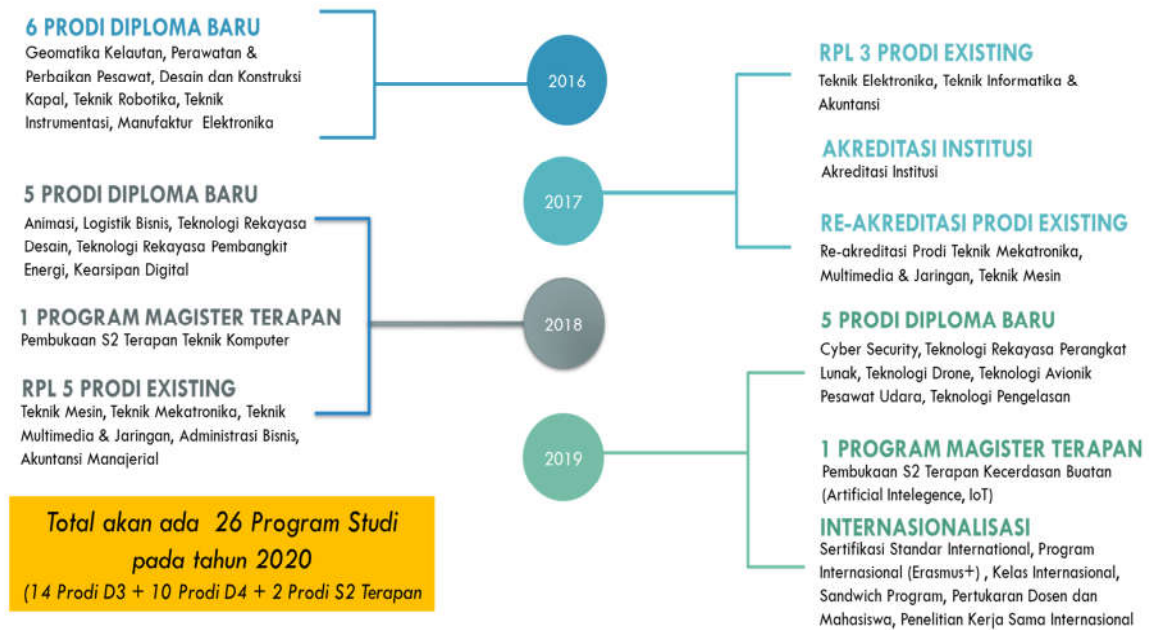 6 PRODI DIPLOMA BARU
Geomatika Kelautan, Perawatan &
Perbaikan Pesawat, Desain dan Konstruksi
Kapal, Teknik Robotika, Teknik
Instrumentasi, Manufaktur Elektronika
2016
RPL 3 PRODI EXISTING
Teknik Elektronika, Teknik Informatika &
Akuntansi
AKREDITASI INSTITUSI
Akreditasi Institusi
RE-AKREDITASI PRODI EXISTING
Re-akreditasi Prodi Teknik Mekatronika,
Multimedia & Jaringan, Teknik Mesin
2017
5 PRODI DIPLOMA BARU
Animasi, Logistik Bisnis, Teknologi Rekayasa
Desain, Teknologi Rekayasa Pembangkit
Energi, Kearsipan Digital
1 PROGRAM MAGISTER TERAPAN
Pembukaan S2 Terapan Teknik Komputer
RPL 5 PRODI EXISTING
Teknik Mesin, Teknik Mekatronika, Teknik
Multimedia & Jaringan, Administrasi Bisnis,
Akuntansi Manajerial
2018
5 PRODI DIPLOMA BARU
Cyber Security, Teknologi Rekayasa Perangkat
Lunak, Teknologi Drone, Teknologi Avionik
Pesawat Udara, Teknologi Pengelasan
1 PROGRAM MAGISTER TERAPAN
Pembukaan S2 Terapan Kecerdasan Buatan
(Artificial Intelegence, IoT)
INTERNASIONALISASI
Sertifikasi Standar International, Program
Internasional (Erasmus+) , Kelas Internasional,
Sandwich Program, Pertukaran Dosen dan
Mahasiswa, Penelitian Kerja Sama Internasional
2019
Total akan ada 26 Program Studi
pada tahun 2020
(14 Prodi D3 + 10 Prodi D4 + 2 Prodi S2 Terapan